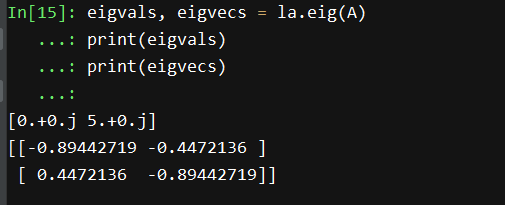 In[15]: eigvals, eigvecs = la.eig(A)
...: print(eigvals)
...: print(eigvecs)
...:
[0.+0.j 5.+0.j]
[[-0.89442719 -0.4472136 ]
[ 0.4472136  -0.89442719]]